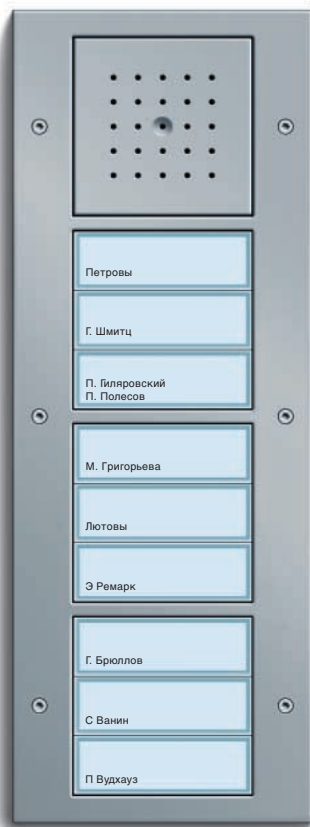 Петровы
Г. Шмитц
П. Гиляровский
П. Полесов
М. Григорьева
Лютовы
Э Ремарк
Г. Брюллов
С Ванин
П Вудхауз